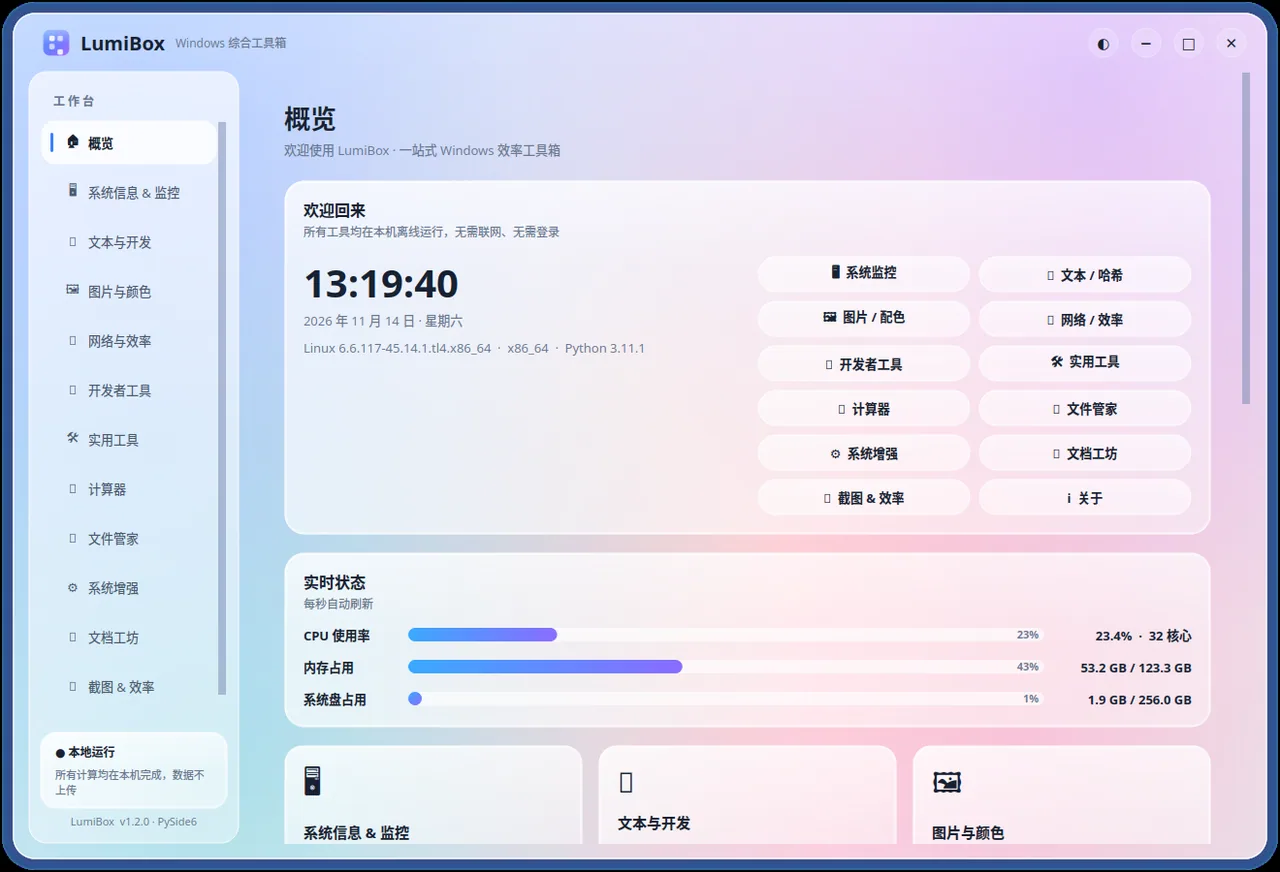 LumiBox Windows 综合工具箱
工作台
概览
系统信息 & 监控
文本与开发
图片与颜色
网络与效率
开发者工具
实用工具
计算器
文件管家
系统增强
文档工坊
截图 & 效率
● 本地运行
所有计算均在本机完成，数据不
上传
LumiBox v1.2.0 · PySide6
概览
欢迎使用 LumiBox · 一站式 Windows 效率工具箱
欢迎回来
所有工具均在本机离线运行，无需联网、无需登录
13:19:40
2026 年 11 月 14 日 · 星期六
Linux 6.6.117-45.14.1.tl4.x86_64 · x86_64 · Python 3.11.1
系统监控
文本 / 哈希
图片 / 配色
网络 / 效率
开发者工具
实用工具
计算器
文件管家
系统增强
文档工坊
截图 & 效率
i 关于
实时状态
每秒自动刷新
CPU 使用率 23% 23.4% · 32 核心
内存占用 43% 53.2 GB / 123.3 GB
系统盘占用 1% 1.9 GB / 256.0 GB
系统信息 & 监控
文本与开发
图片与颜色